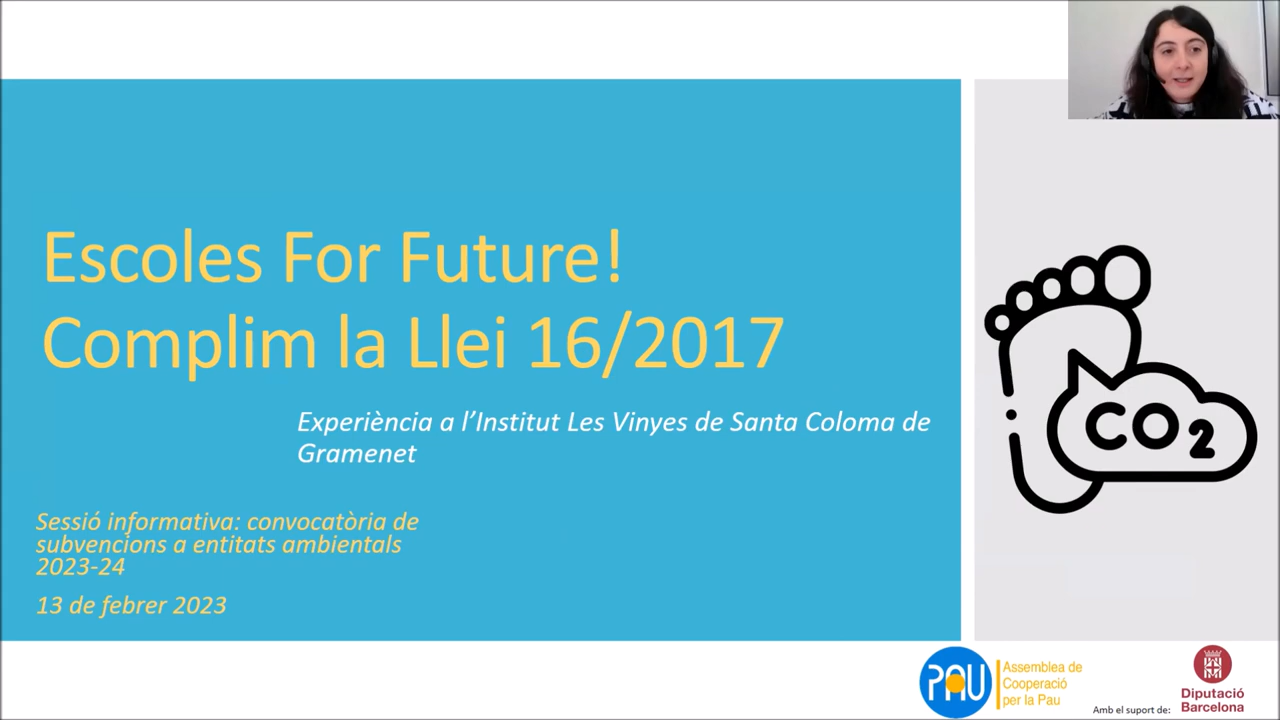 Escoles For Future!
Complim la Llei 16/2017
Experiència a l'Institut Les Vinyes de Santa Coloma de
Gramenet
Sessió informativa: convocatòria de
subvencions a entitats ambientals
2023-24
13 de febrer 2023
CO2
PAU
Assemblea de
Cooperació
per la Pau
Amb el suport de:
Diputació
Barcelona